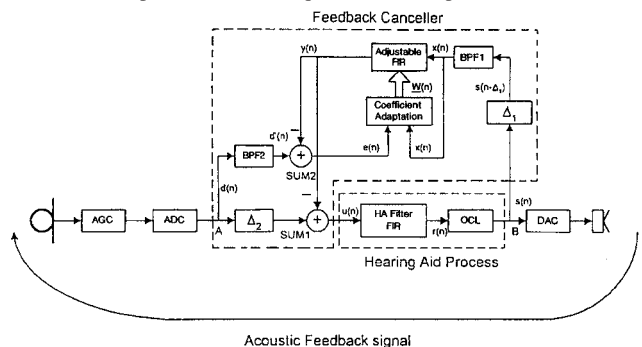 Feedback Canceller
y(n)
Adjustable FIR
x(n)
BPF1
W(n)
s(n-Δ1)
Coefficient Adaptation
Δ1
d'(n)
BPF2
+
SUM2
e(n)
x(n)
d(n)
AGC
ADC
A
Δ2
+
SUM1
u(n)
HA Filter FIR
r(n)
OCL
B
s(n)
DAC
Hearing Aid Process
Acoustic Feedback signal